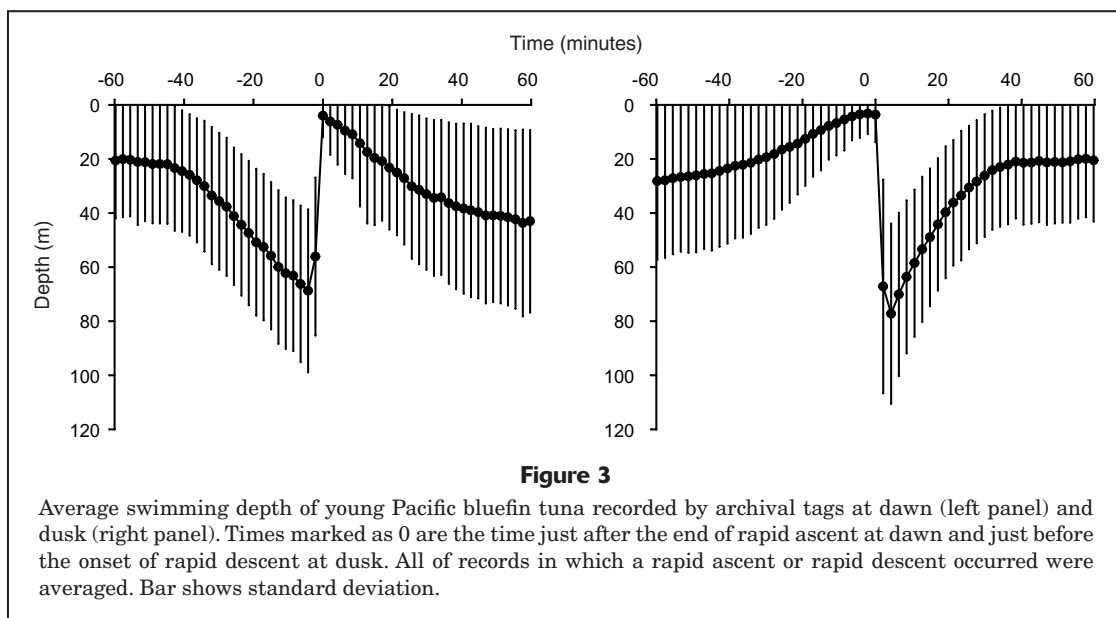 Time (minutes)
-60 -40 -20 0 20 40 60
-60 -40 -20 0 20 40 60
Depth (m)
0
20
40
60
80
100
120
0
20
40
60
80
100
120
Figure 3
Average swimming depth of young Pacific bluefin tuna recorded by archival tags at dawn (left panel) and
dusk (right panel). Times marked as 0 are the time just after the end of rapid ascent at dawn and just before
the onset of rapid descent at dusk. All of records in which a rapid ascent or rapid descent occurred were
averaged. Bar shows standard deviation.